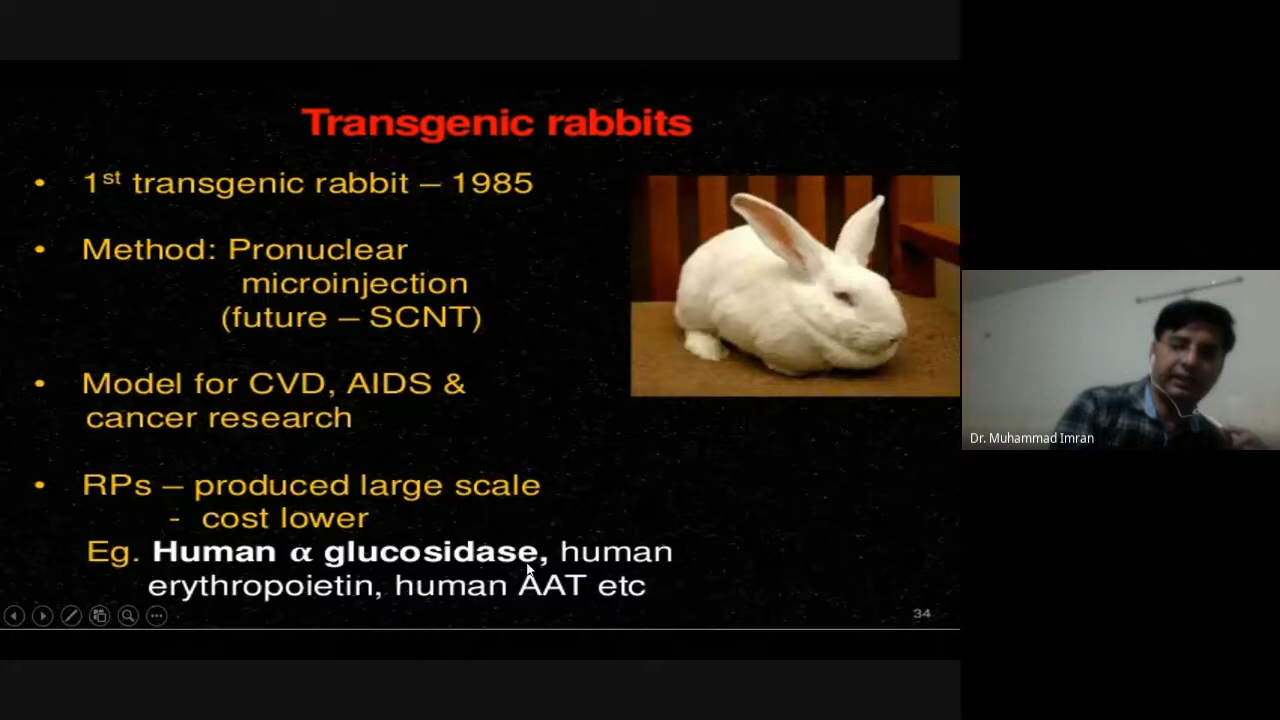 Transgenic rabbits
• 1st transgenic rabbit – 1985
• Method: Pronuclear
microinjection
(future – SCNT)
• Model for CVD, AIDS &
cancer research
• RPs – produced large scale
- cost lower
Eg. Human α glucosidase, human
erythropoietin, human AAT etc
34
Dr. Muhammad Imran